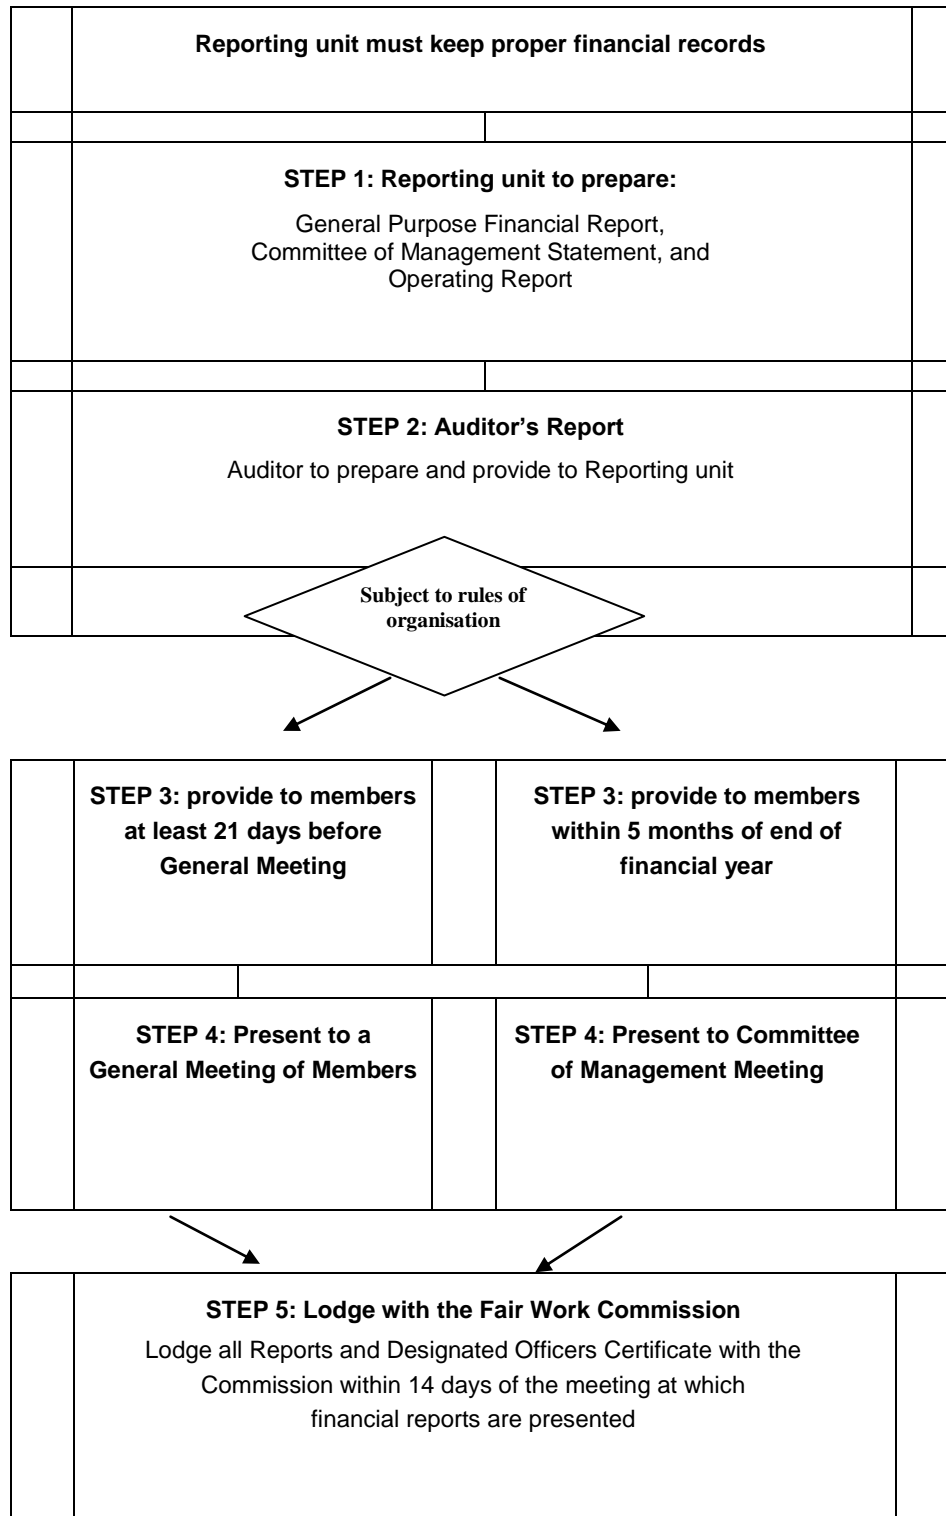 Reporting unit must keep proper financial records
STEP 1: Reporting unit to prepare:
General Purpose Financial Report,
Committee of Management Statement, and
Operating Report
STEP 2: Auditor’s Report
Auditor to prepare and provide to Reporting unit
Subject to rules of
organisation
STEP 3: provide to members
at least 21 days before
General Meeting
STEP 3: provide to members
within 5 months of end of
financial year
STEP 4: Present to a
General Meeting of Members
STEP 4: Present to Committee
of Management Meeting
STEP 5: Lodge with the Fair Work Commission
Lodge all Reports and Designated Officers Certificate with the
Commission within 14 days of the meeting at which
financial reports are presented